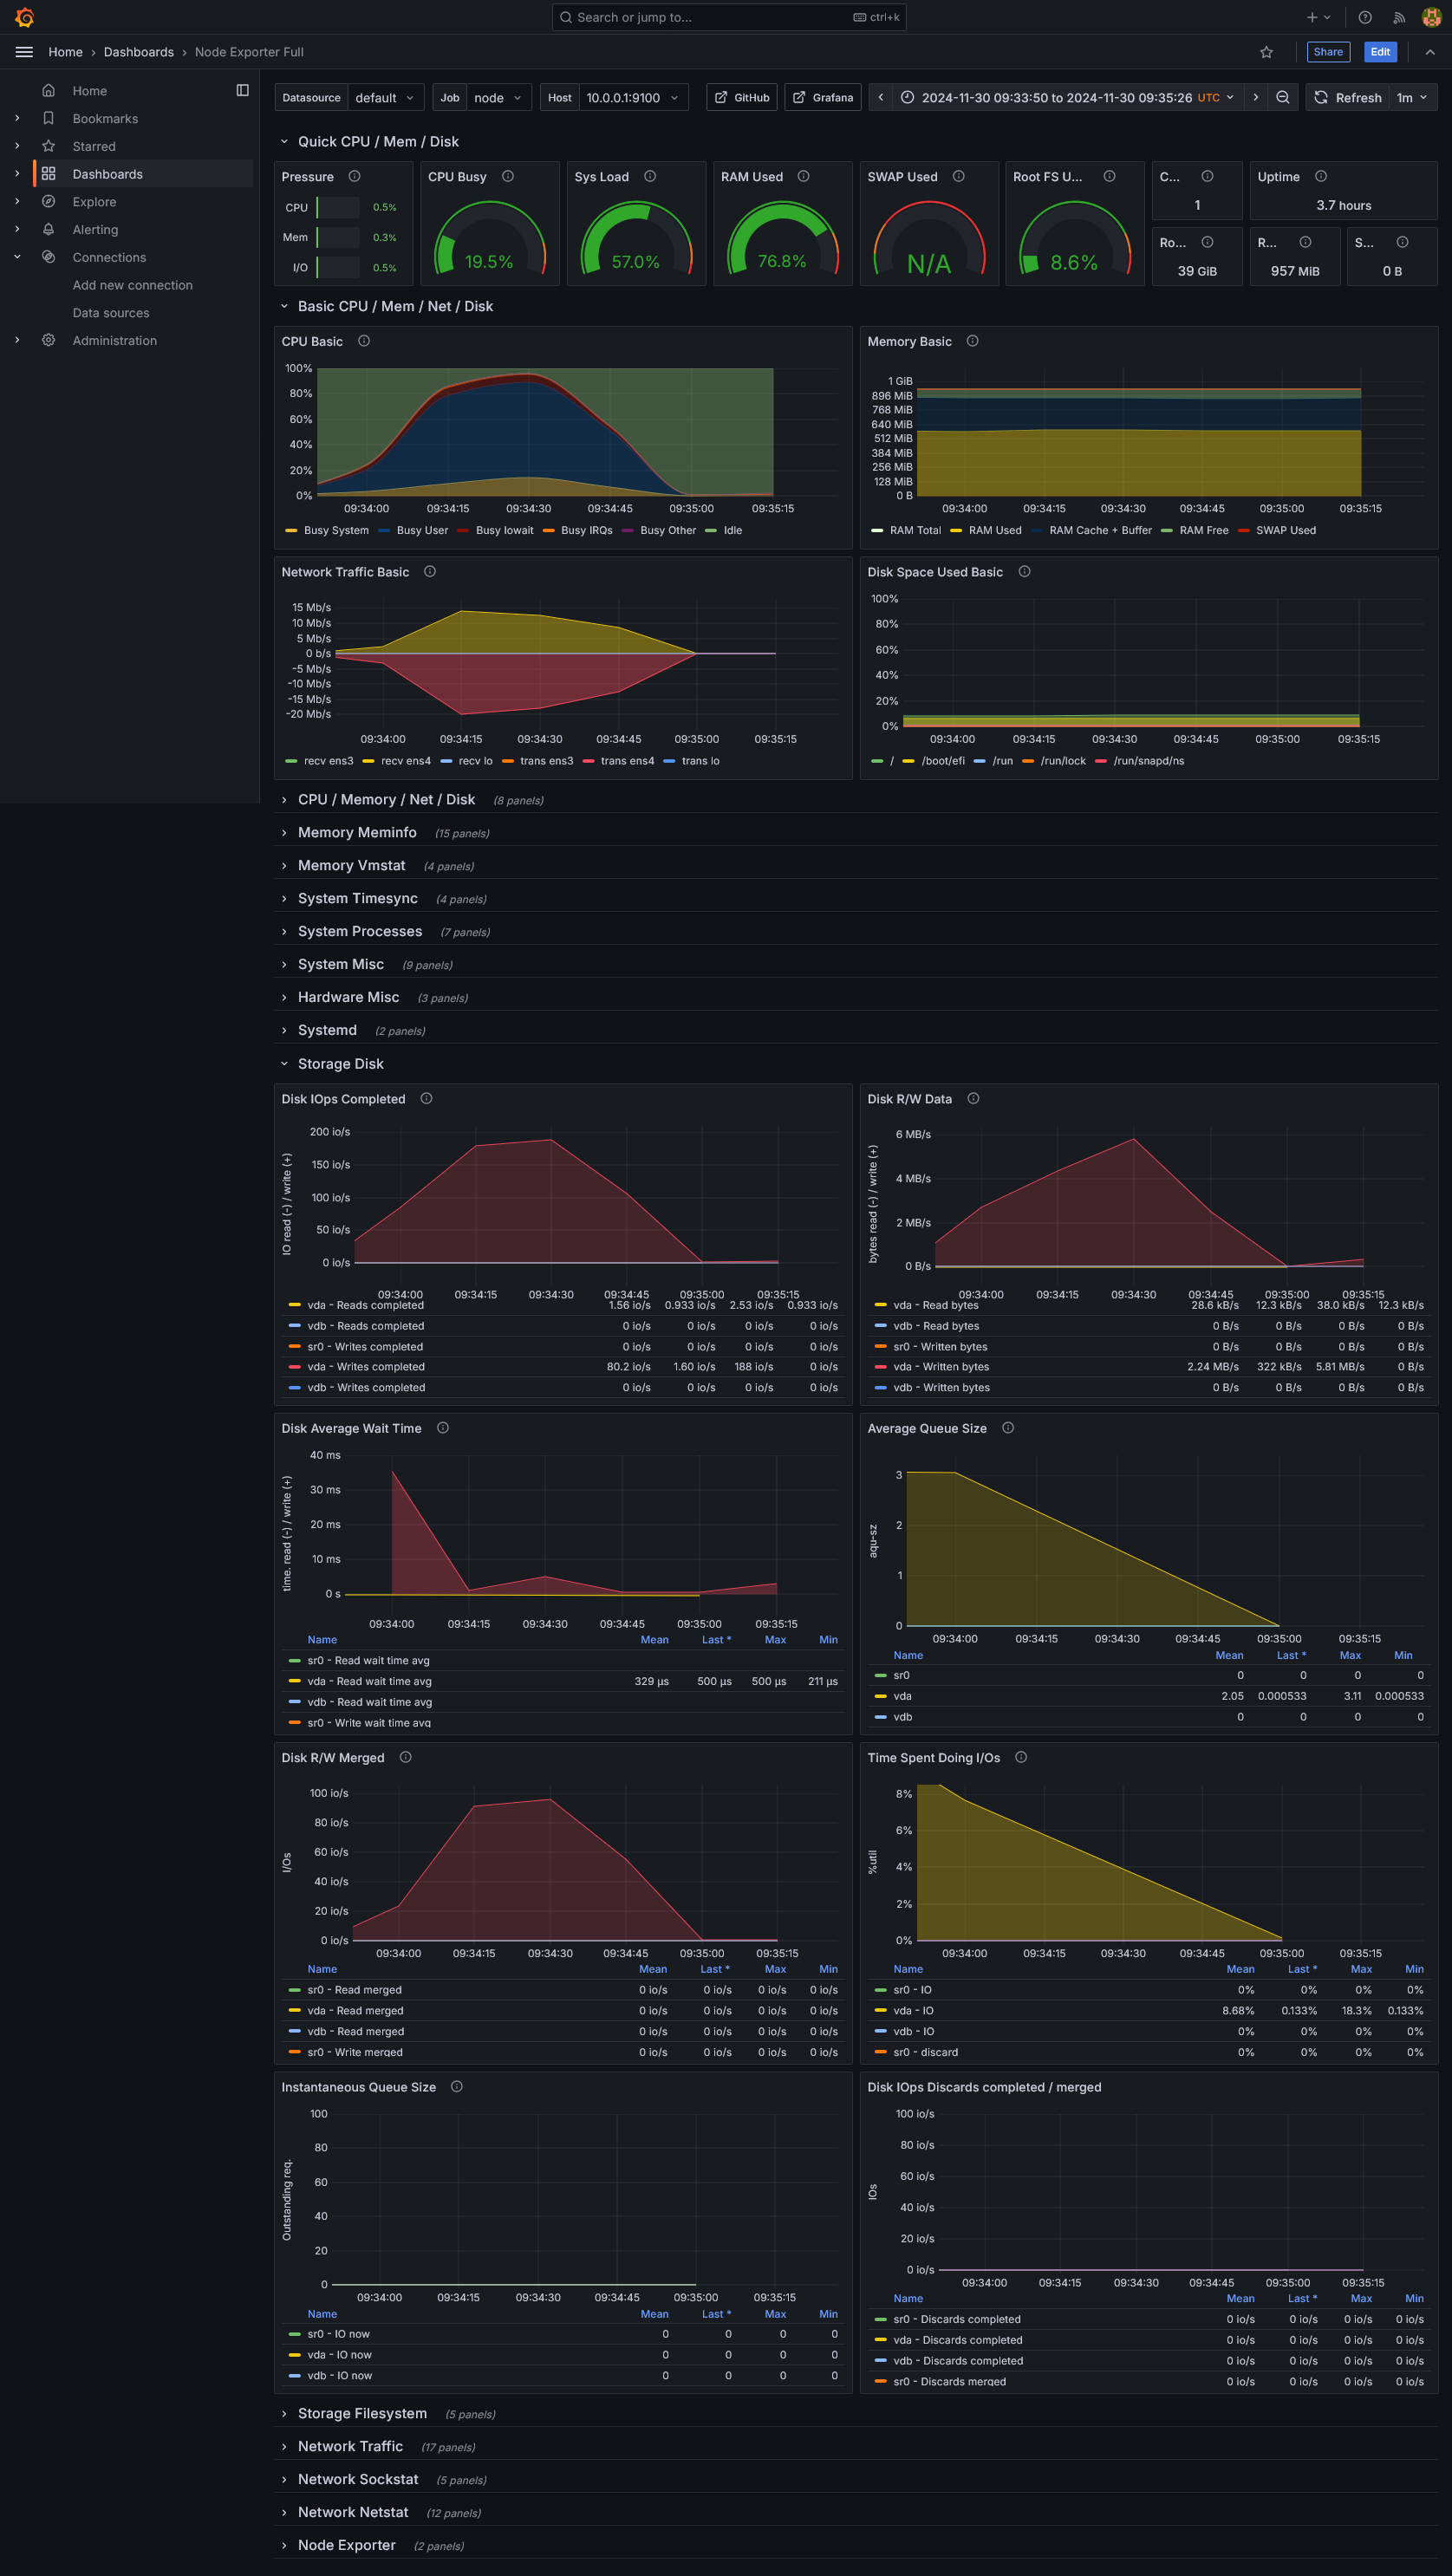 Search or jump to... ctrl+k
Home › Dashboards › Node Exporter Full Share Edit
Home
Bookmarks
Starred
Dashboards
Explore
Alerting
Connections
Add new connection
Data sources
Administration
Datasource default Job node Host 10.0.0.1:9100 GitHub Grafana 2024-11-30 09:33:50 to 2024-11-30 09:35:26 UTC Refresh 1m
Quick CPU / Mem / Disk
Pressure
CPU 0.5%
Mem 0.3%
I/O 0.5%
CPU Busy
19.5%
Sys Load
57.0%
RAM Used
76.8%
SWAP Used
N/A
Root FS U...
8.6%
C...
1
Uptime
3.7 hours
Ro...
39 GiB
R...
957 MiB
S...
0 B
Basic CPU / Mem / Net / Disk
CPU Basic
100%
80%
60%
40%
20%
0%
09:34:00 09:34:15 09:34:30 09:34:45 09:35:00 09:35:15
Busy System Busy User Busy Iowait Busy IRQs Busy Other Idle
Memory Basic
1 GiB
896 MiB
768 MiB
640 MiB
512 MiB
384 MiB
256 MiB
128 MiB
0 B
09:34:00 09:34:15 09:34:30 09:34:45 09:35:00 09:35:15
RAM Total RAM Used RAM Cache + Buffer RAM Free SWAP Used
Network Traffic Basic
15 Mb/s
10 Mb/s
5 Mb/s
0 b/s
-5 Mb/s
-10 Mb/s
-15 Mb/s
-20 Mb/s
09:34:00 09:34:15 09:34:30 09:34:45 09:35:00 09:35:15
recv ens3 recv ens4 recv lo trans ens3 trans ens4 trans lo
Disk Space Used Basic
100%
80%
60%
40%
20%
0%
09:34:00 09:34:15 09:34:30 09:34:45 09:35:00 09:35:15
/ /boot/efi /run /run/lock /run/snapd/ns
CPU / Memory / Net / Disk (8 panels)
Memory Meminfo (15 panels)
Memory Vmstat (4 panels)
System Timesync (4 panels)
System Processes (7 panels)
System Misc (9 panels)
Hardware Misc (3 panels)
Systemd (2 panels)
Storage Disk
Disk IOps Completed
IO read (-) / write (+)
200 io/s
150 io/s
100 io/s
50 io/s
0 io/s
09:34:00 09:34:15 09:34:30 09:34:45 09:35:00 09:35:15
vda - Reads completed 1.56 io/s 0.933 io/s 2.53 io/s 0.933 io/s
vdb - Reads completed 0 io/s 0 io/s 0 io/s 0 io/s
sr0 - Writes completed 0 io/s 0 io/s 0 io/s 0 io/s
vda - Writes completed 80.2 io/s 1.60 io/s 188 io/s 0 io/s
vdb - Writes completed 0 io/s 0 io/s 0 io/s 0 io/s
Disk R/W Data
bytes read (-) / write (+)
6 MB/s
4 MB/s
2 MB/s
0 B/s
09:34:00 09:34:15 09:34:30 09:34:45 09:35:00 09:35:15
vda - Read bytes 28.6 kB/s 12.3 kB/s 38.0 kB/s 12.3 kB/s
vdb - Read bytes 0 B/s 0 B/s 0 B/s 0 B/s
sr0 - Written bytes 0 B/s 0 B/s 0 B/s 0 B/s
vda - Written bytes 2.24 MB/s 322 kB/s 5.81 MB/s 0 B/s
vdb - Written bytes 0 B/s 0 B/s 0 B/s 0 B/s
Disk Average Wait Time
time. read (-) / write (+)
40 ms
30 ms
20 ms
10 ms
0 s
09:34:00 09:34:15 09:34:30 09:34:45 09:35:00 09:35:15
Name Mean Last * Max Min
sr0 - Read wait time avg
vda - Read wait time avg 329 µs 500 µs 500 µs 211 µs
vdb - Read wait time avg
sr0 - Write wait time avg
Average Queue Size
aqu-sz
3
2
1
0
09:34:00 09:34:15 09:34:30 09:34:45 09:35:00 09:35:15
Name Mean Last * Max Min
sr0 0 0 0 0
vda 2.05 0.000533 3.11 0.000533
vdb 0 0 0 0
Disk R/W Merged
I/Os
100 io/s
80 io/s
60 io/s
40 io/s
20 io/s
0 io/s
09:34:00 09:34:15 09:34:30 09:34:45 09:35:00 09:35:15
Name Mean Last * Max Min
sr0 - Read merged 0 io/s 0 io/s 0 io/s 0 io/s
vda - Read merged 0 io/s 0 io/s 0 io/s 0 io/s
vdb - Read merged 0 io/s 0 io/s 0 io/s 0 io/s
sr0 - Write merged 0 io/s 0 io/s 0 io/s 0 io/s
Time Spent Doing I/Os
%util
8%
6%
4%
2%
0%
09:34:00 09:34:15 09:34:30 09:34:45 09:35:00 09:35:15
Name Mean Last * Max Min
sr0 - IO 0% 0% 0% 0%
vda - IO 8.68% 0.133% 18.3% 0.133%
vdb - IO 0% 0% 0% 0%
sr0 - discard 0% 0% 0% 0%
Instantaneous Queue Size
Outstanding req.
100
80
60
40
20
0
09:34:00 09:34:15 09:34:30 09:34:45 09:35:00 09:35:15
Name Mean Last * Max Min
sr0 - IO now 0 0 0 0
vda - IO now 0 0 0 0
vdb - IO now 0 0 0 0
Disk IOps Discards completed / merged
IOs
100 io/s
80 io/s
60 io/s
40 io/s
20 io/s
0 io/s
09:34:00 09:34:15 09:34:30 09:34:45 09:35:00 09:35:15
Name Mean Last * Max Min
sr0 - Discards completed 0 io/s 0 io/s 0 io/s 0 io/s
vda - Discards completed 0 io/s 0 io/s 0 io/s 0 io/s
vdb - Discards completed 0 io/s 0 io/s 0 io/s 0 io/s
sr0 - Discards merged 0 io/s 0 io/s 0 io/s 0 io/s
Storage Filesystem (5 panels)
Network Traffic (17 panels)
Network Sockstat (5 panels)
Network Netstat (12 panels)
Node Exporter (2 panels)